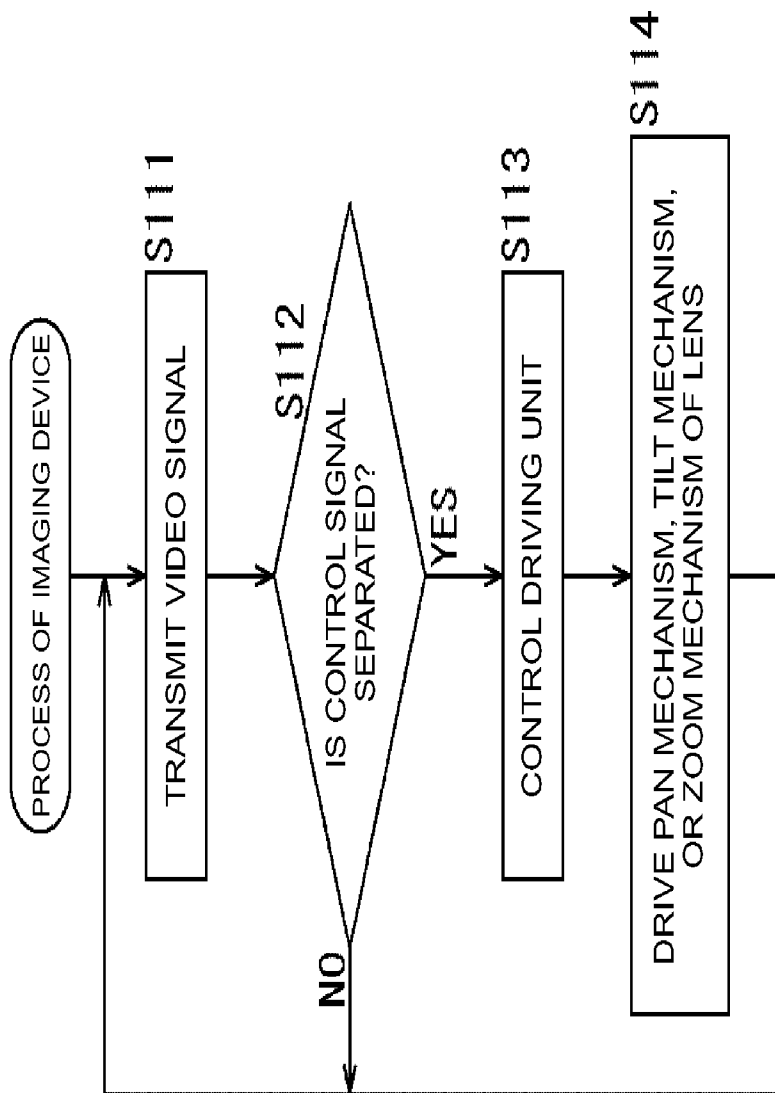 PROCESS OF IMAGING DEVICE
S111
TRANSMIT VIDEO SIGNAL
S112
IS CONTROL SIGNAL
SEPARATED?
NO
YES
S113
CONTROL DRIVING UNIT
S114
DRIVE PAN MECHANISM, TILT MECHANISM,
OR ZOOM MECHANISM OF LENS